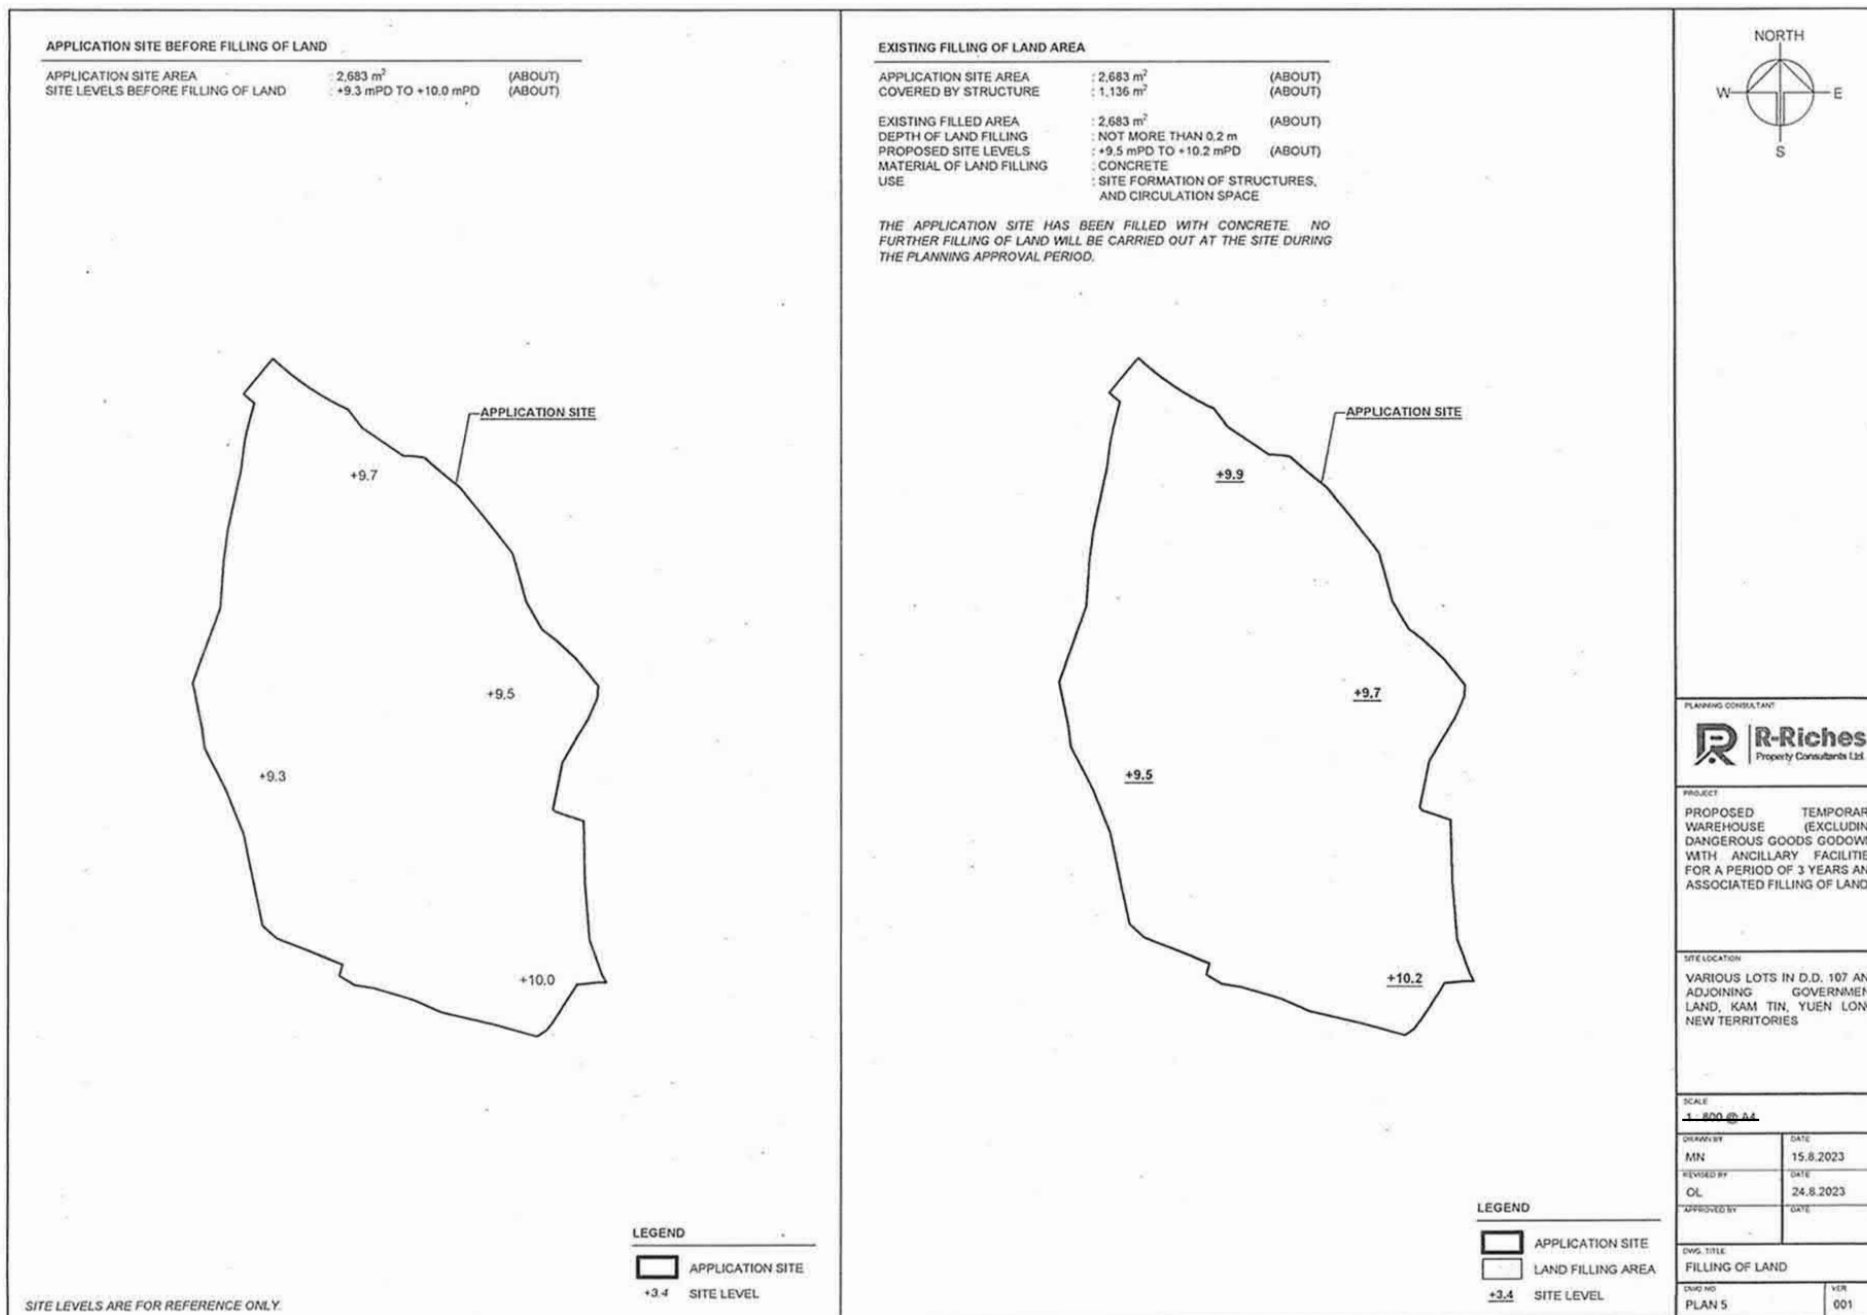 APPLICATION SITE BEFORE FILLING OF LAND
APPLICATION SITE AREA : 2,683 m² (ABOUT)
SITE LEVELS BEFORE FILLING OF LAND : +9.3 mPD TO +10.0 mPD (ABOUT)
APPLICATION SITE
+9.7
+9.5
+9.3
+10.0
LEGEND
APPLICATION SITE
+3.4 SITE LEVEL
SITE LEVELS ARE FOR REFERENCE ONLY.
EXISTING FILLING OF LAND AREA
APPLICATION SITE AREA : 2,683 m² (ABOUT)
COVERED BY STRUCTURE : 1,136 m² (ABOUT)
EXISTING FILLED AREA : 2,683 m² (ABOUT)
DEPTH OF LAND FILLING : NOT MORE THAN 0.2 m
PROPOSED SITE LEVELS : +9.5 mPD TO +10.2 mPD (ABOUT)
MATERIAL OF LAND FILLING : CONCRETE
USE : SITE FORMATION OF STRUCTURES,
AND CIRCULATION SPACE
THE APPLICATION SITE HAS BEEN FILLED WITH CONCRETE. NO
FURTHER FILLING OF LAND WILL BE CARRIED OUT AT THE SITE DURING
THE PLANNING APPROVAL PERIOD.
APPLICATION SITE
+9.9
+9.7
+9.5
+10.2
LEGEND
APPLICATION SITE
LAND FILLING AREA
+3.4 SITE LEVEL
NORTH
W E
S
PLANNING CONSULTANT
R-Riches
Property Consultants Ltd.
PROJECT
PROPOSED TEMPORAR
WAREHOUSE (EXCLUDIN
DANGEROUS GOODS GODOW
WITH ANCILLARY FACILITIE
FOR A PERIOD OF 3 YEARS AN
ASSOCIATED FILLING OF LAND
SITE LOCATION
VARIOUS LOTS IN D.D. 107 AN
ADJOINING GOVERNMEN
LAND, KAM TIN, YUEN LON
NEW TERRITORIES
SCALE
1 : 800 @ A4
DRAWN BY DATE
MN 15.8.2023
REVISED BY DATE
OL 24.8.2023
APPROVED BY DATE
DWG. TITLE
FILLING OF LAND
DWG NO VER
PLAN 5 001